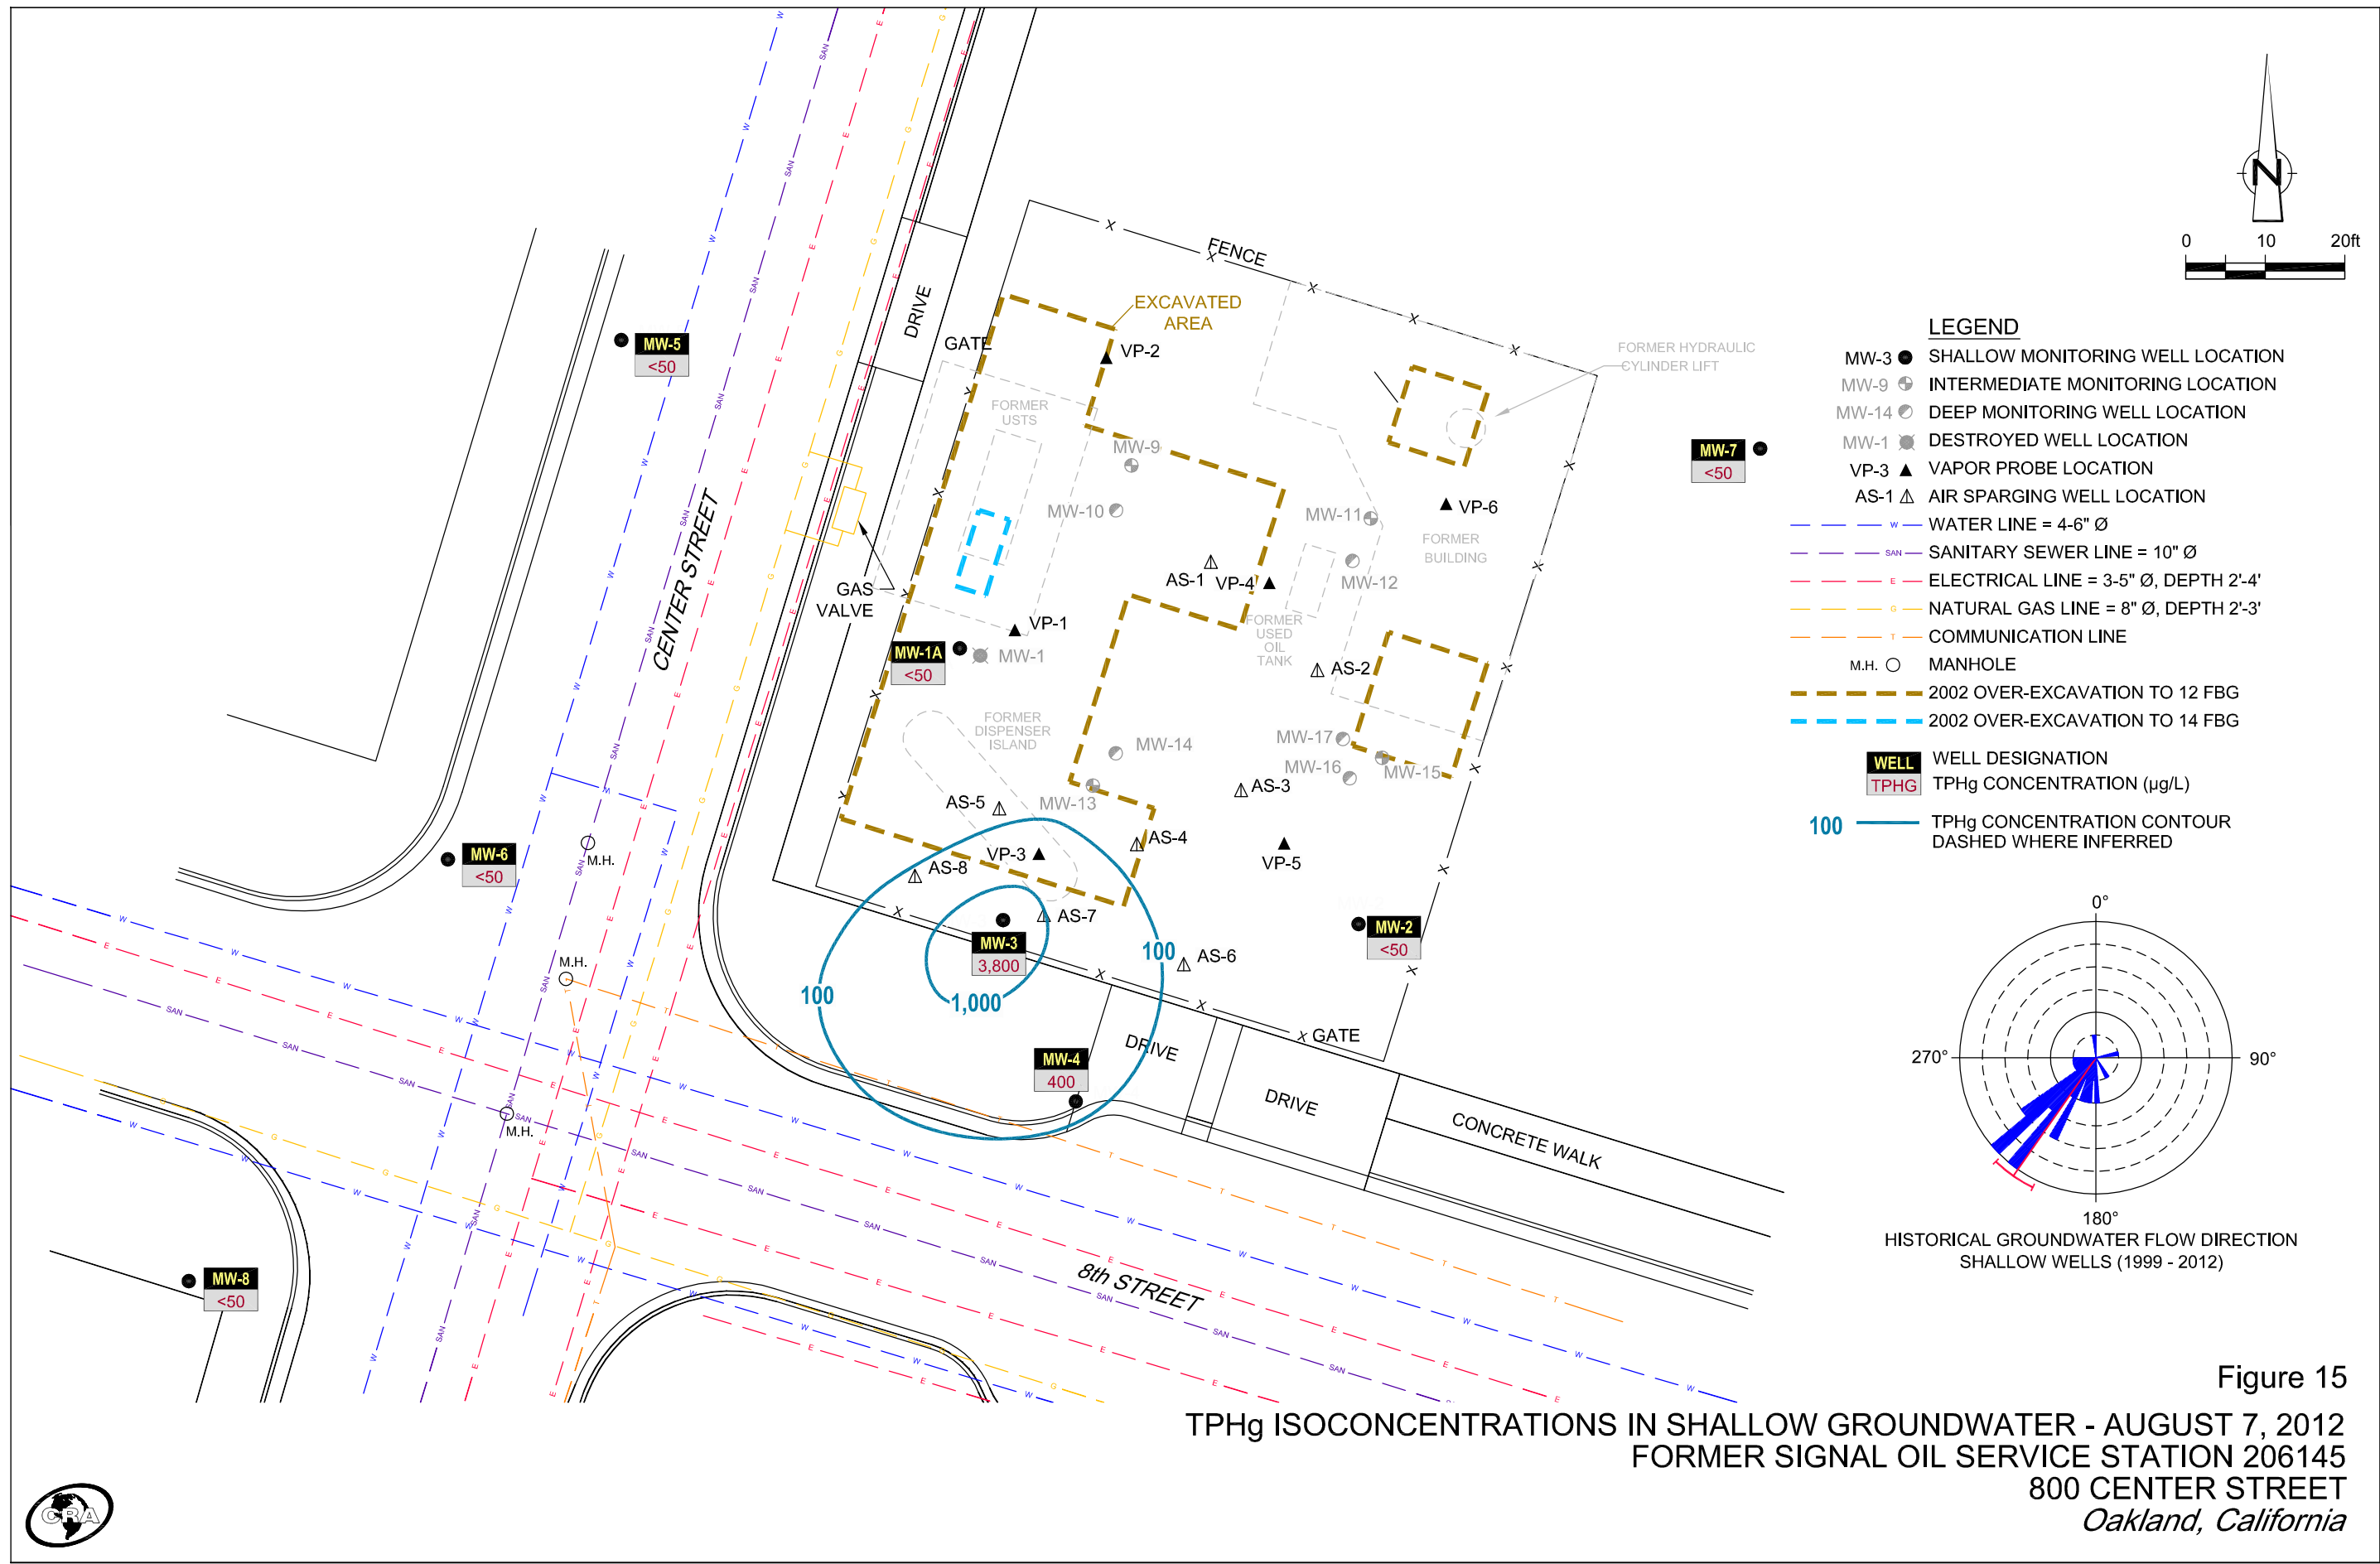 FENCE
EXCAVATED
AREA
DRIVE
GATE
VP-2
FORMER
USTS
MW-9
MW-10
FORMER HYDRAULIC
CYLINDER LIFT
MW-5
<50
MW-7
<50
MW-11
VP-6
FORMER
BUILDING
MW-12
AS-1
VP-4
FORMER
USED
OIL
TANK
CENTER STREET
GAS
VALVE
VP-1
MW-1A
<50
MW-1
AS-2
FORMER
DISPENSER
ISLAND
MW-14
MW-17
MW-16
MW-15
AS-5
MW-13
AS-3
AS-4
VP-3
VP-5
AS-8
AS-7
MW-6
<50
M.H.
M.H.
M.H.
MW-3
3,800
1,000
100
100
AS-6
MW-2
<50
GATE
MW-4
400
DRIVE
DRIVE
CONCRETE WALK
8th STREET
MW-8
<50
N
0 10 20ft
LEGEND
MW-3 SHALLOW MONITORING WELL LOCATION
MW-9 INTERMEDIATE MONITORING LOCATION
MW-14 DEEP MONITORING WELL LOCATION
MW-1 DESTROYED WELL LOCATION
VP-3 VAPOR PROBE LOCATION
AS-1 AIR SPARGING WELL LOCATION
W WATER LINE = 4-6" Ø
SAN SANITARY SEWER LINE = 10" Ø
E ELECTRICAL LINE = 3-5" Ø, DEPTH 2'-4'
G NATURAL GAS LINE = 8" Ø, DEPTH 2'-3'
T COMMUNICATION LINE
M.H. MANHOLE
2002 OVER-EXCAVATION TO 12 FBG
2002 OVER-EXCAVATION TO 14 FBG
WELL WELL DESIGNATION
TPHG TPHg CONCENTRATION (µg/L)
100 TPHg CONCENTRATION CONTOUR
DASHED WHERE INFERRED
0°
270° 90°
180°
HISTORICAL GROUNDWATER FLOW DIRECTION
SHALLOW WELLS (1999 - 2012)
Figure 15
TPHg ISOCONCENTRATIONS IN SHALLOW GROUNDWATER - AUGUST 7, 2012
FORMER SIGNAL OIL SERVICE STATION 206145
800 CENTER STREET
Oakland, California
CRA